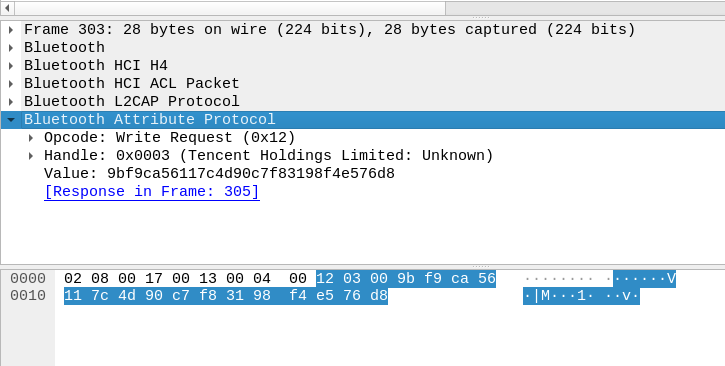 Frame 303: 28 bytes on wire (224 bits), 28 bytes captured (224 bits)
Bluetooth
Bluetooth HCI H4
Bluetooth HCI ACL Packet
Bluetooth L2CAP Protocol
Bluetooth Attribute Protocol
Opcode: Write Request (0x12)
Handle: 0x0003 (Tencent Holdings Limited: Unknown)
Value: 9bf9ca56117c4d90c7f83198f4e576d8
[Response in Frame: 305]
0000 02 08 00 17 00 13 00 04 00 12 03 00 9b f9 ca 56 ········ ·······V
0010 11 7c 4d 90 c7 f8 31 98 f4 e5 76 d8 ·|M···1· ··v·